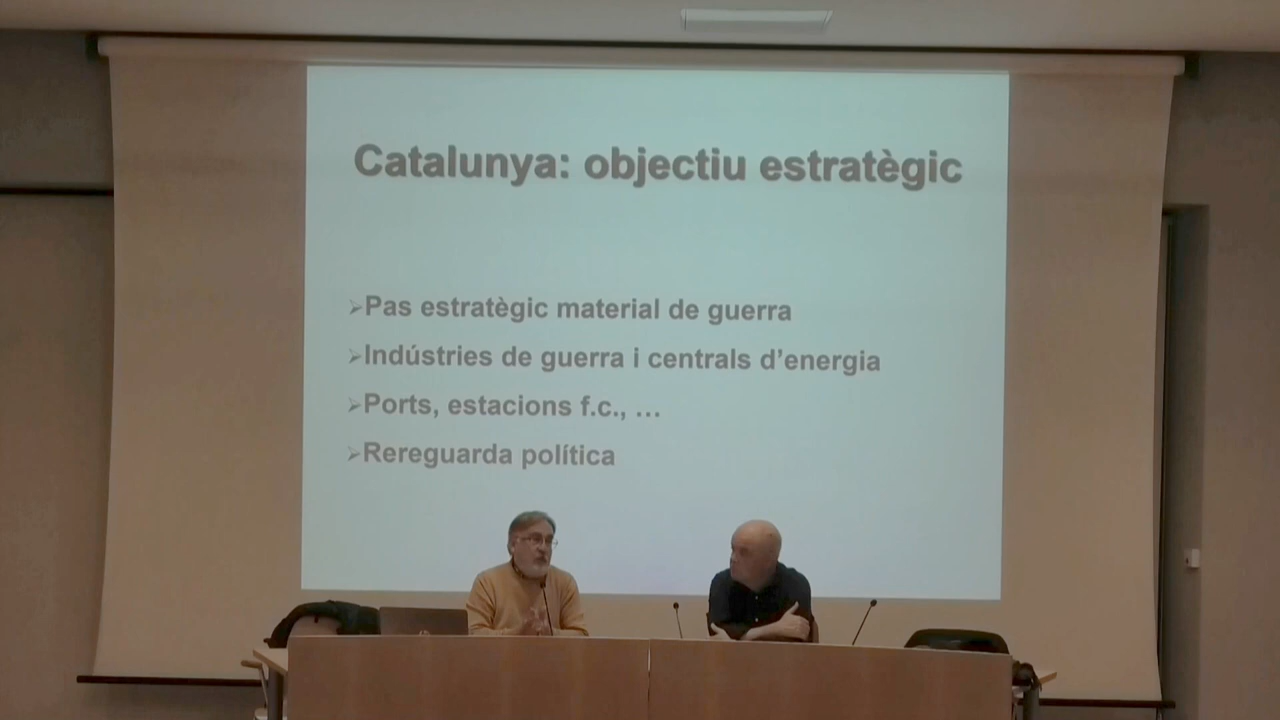 Catalunya: objectiu estratègic
➢Pas estratègic material de guerra
➢Indústries de guerra i centrals d’energia
➢Ports, estacions f.c., …
➢Rereguarda política